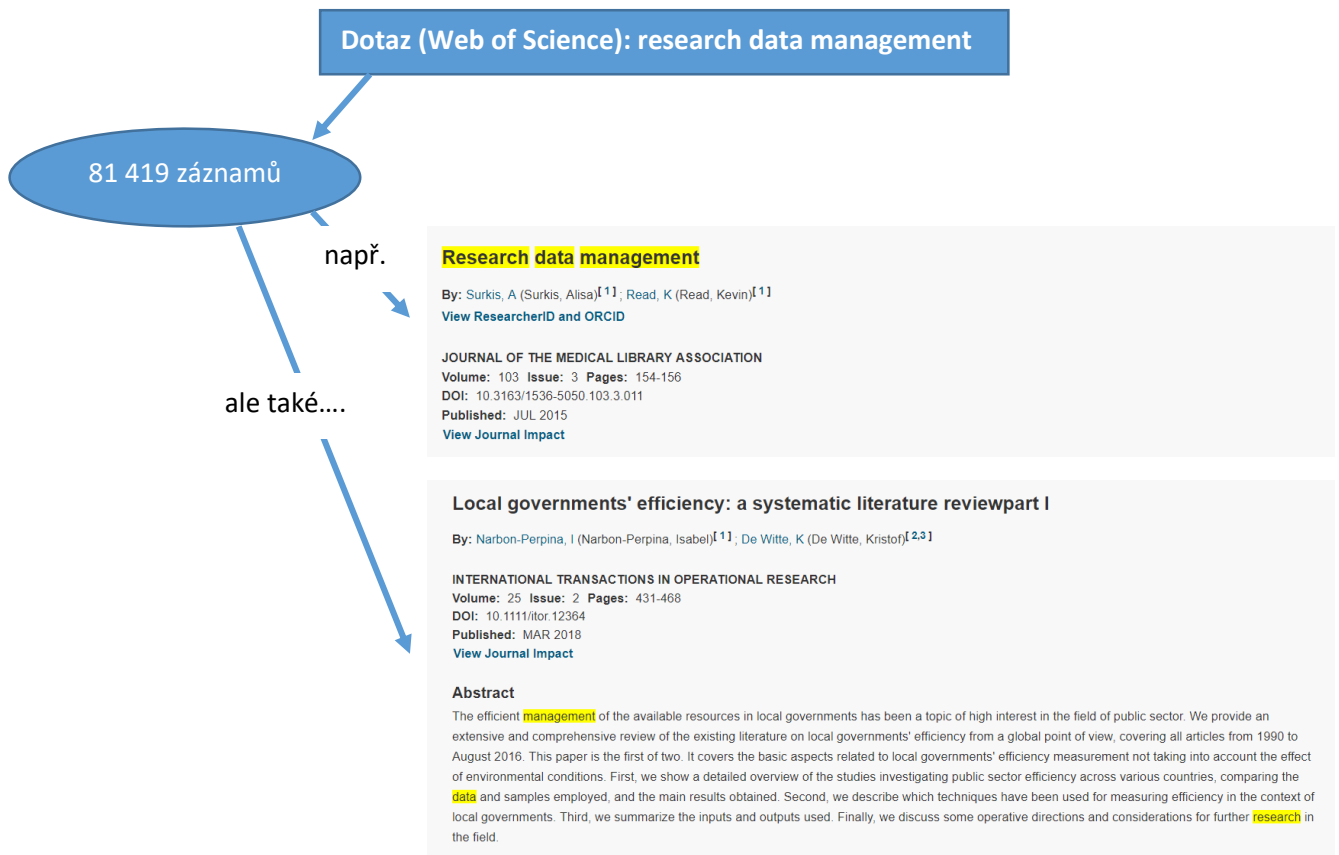 Dotaz (Web of Science): research data management
81 419 záznamů
např.
Research data management
By: Surkis, A (Surkis, Alisa)[ 1 ] ; Read, K (Read, Kevin)[ 1 ]
View ResearcherID and ORCID
JOURNAL OF THE MEDICAL LIBRARY ASSOCIATION
Volume: 103 Issue: 3 Pages: 154-156
DOI: 10.3163/1536-5050.103.3.011
Published: JUL 2015
View Journal Impact
ale také….
Local governments' efficiency: a systematic literature reviewpart I
By: Narbon-Perpina, I (Narbon-Perpina, Isabel)[ 1 ] ; De Witte, K (De Witte, Kristof)[ 2,3 ]
INTERNATIONAL TRANSACTIONS IN OPERATIONAL RESEARCH
Volume: 25 Issue: 2 Pages: 431-468
DOI: 10.1111/itor.12364
Published: MAR 2018
View Journal Impact
Abstract
The efficient management of the available resources in local governments has been a topic of high interest in the field of public sector. We provide an
extensive and comprehensive review of the existing literature on local governments' efficiency from a global point of view, covering all articles from 1990 to
August 2016. This paper is the first of two. It covers the basic aspects related to local governments' efficiency measurement not taking into account the effect
of environmental conditions. First, we show a detailed overview of the studies investigating public sector efficiency across various countries, comparing the
data and samples employed, and the main results obtained. Second, we describe which techniques have been used for measuring efficiency in the context of
local governments. Third, we summarize the inputs and outputs used. Finally, we discuss some operative directions and considerations for further research in
the field.